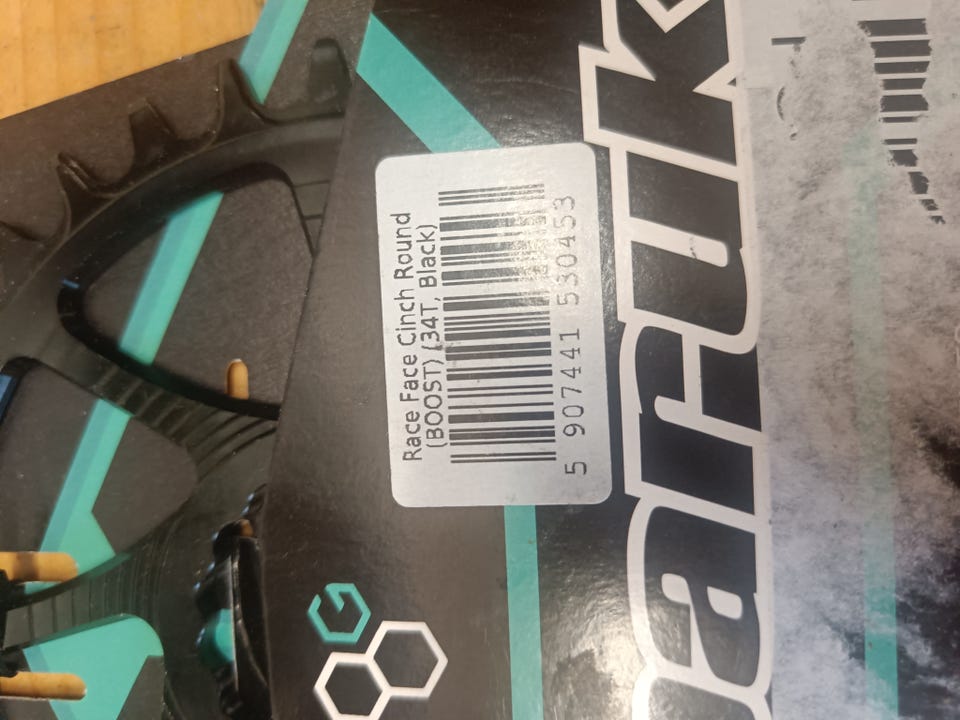 Race Face Cinch Round
(BOOST) (34T, Black)
5 907441 530453